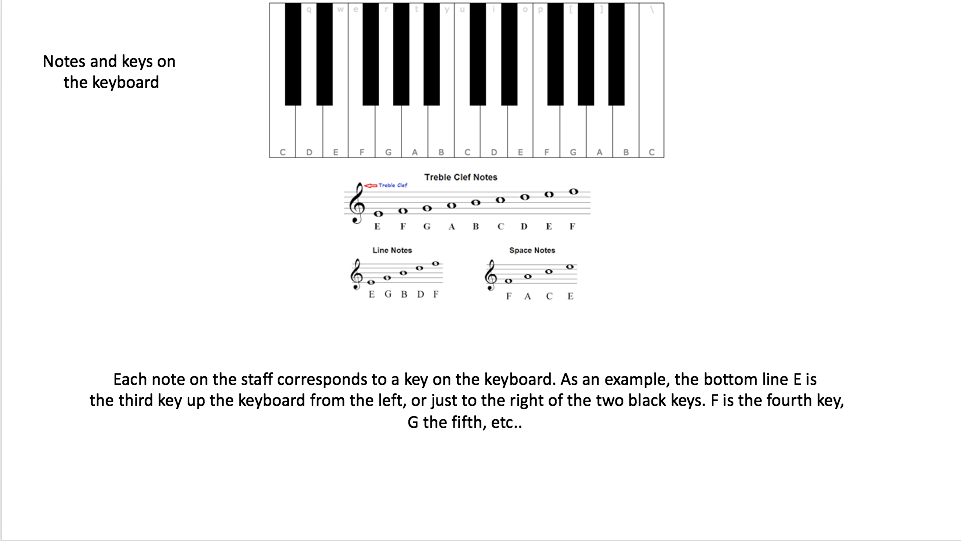 q w e r t y u i o p [ ] \
Notes and keys on
the keyboard
C D E F G A B C D E F G A B C
Treble Clef Notes
Treble Clef
E F G A B C D E F
Line Notes
E G B D F
Space Notes
F A C E
Each note on the staff corresponds to a key on the keyboard. As an example, the bottom line E is
the third key up the keyboard from the left, or just to the right of the two black keys. F is the fourth key,
G the fifth, etc..